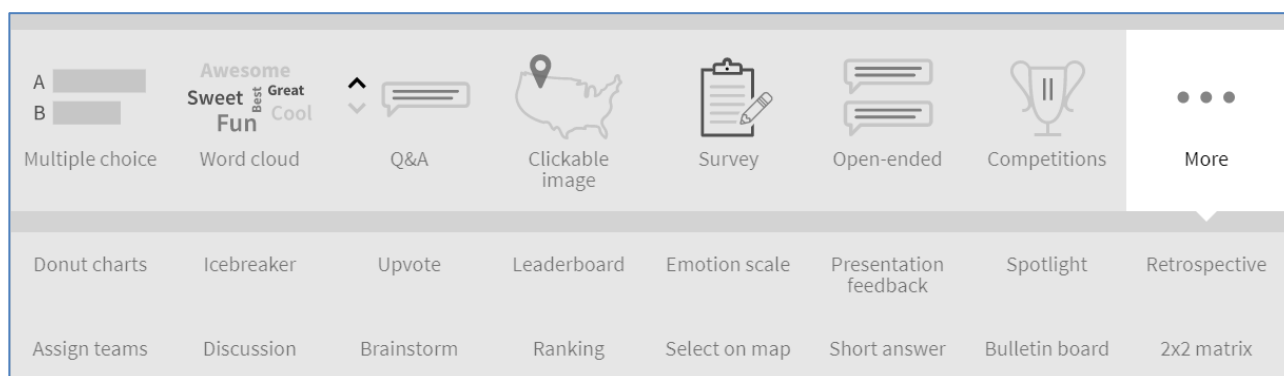 A
B
Awesome
Sweet Best Great
Fun Cool
Multiple choice
Word cloud
Q&A
Clickable
image
Survey
Open-ended
II
Competitions
More
Donut charts
Icebreaker
Upvote
Leaderboard
Emotion scale
Presentation
feedback
Spotlight
Retrospective
Assign teams
Discussion
Brainstorm
Ranking
Select on map
Short answer
Bulletin board
2x2 matrix